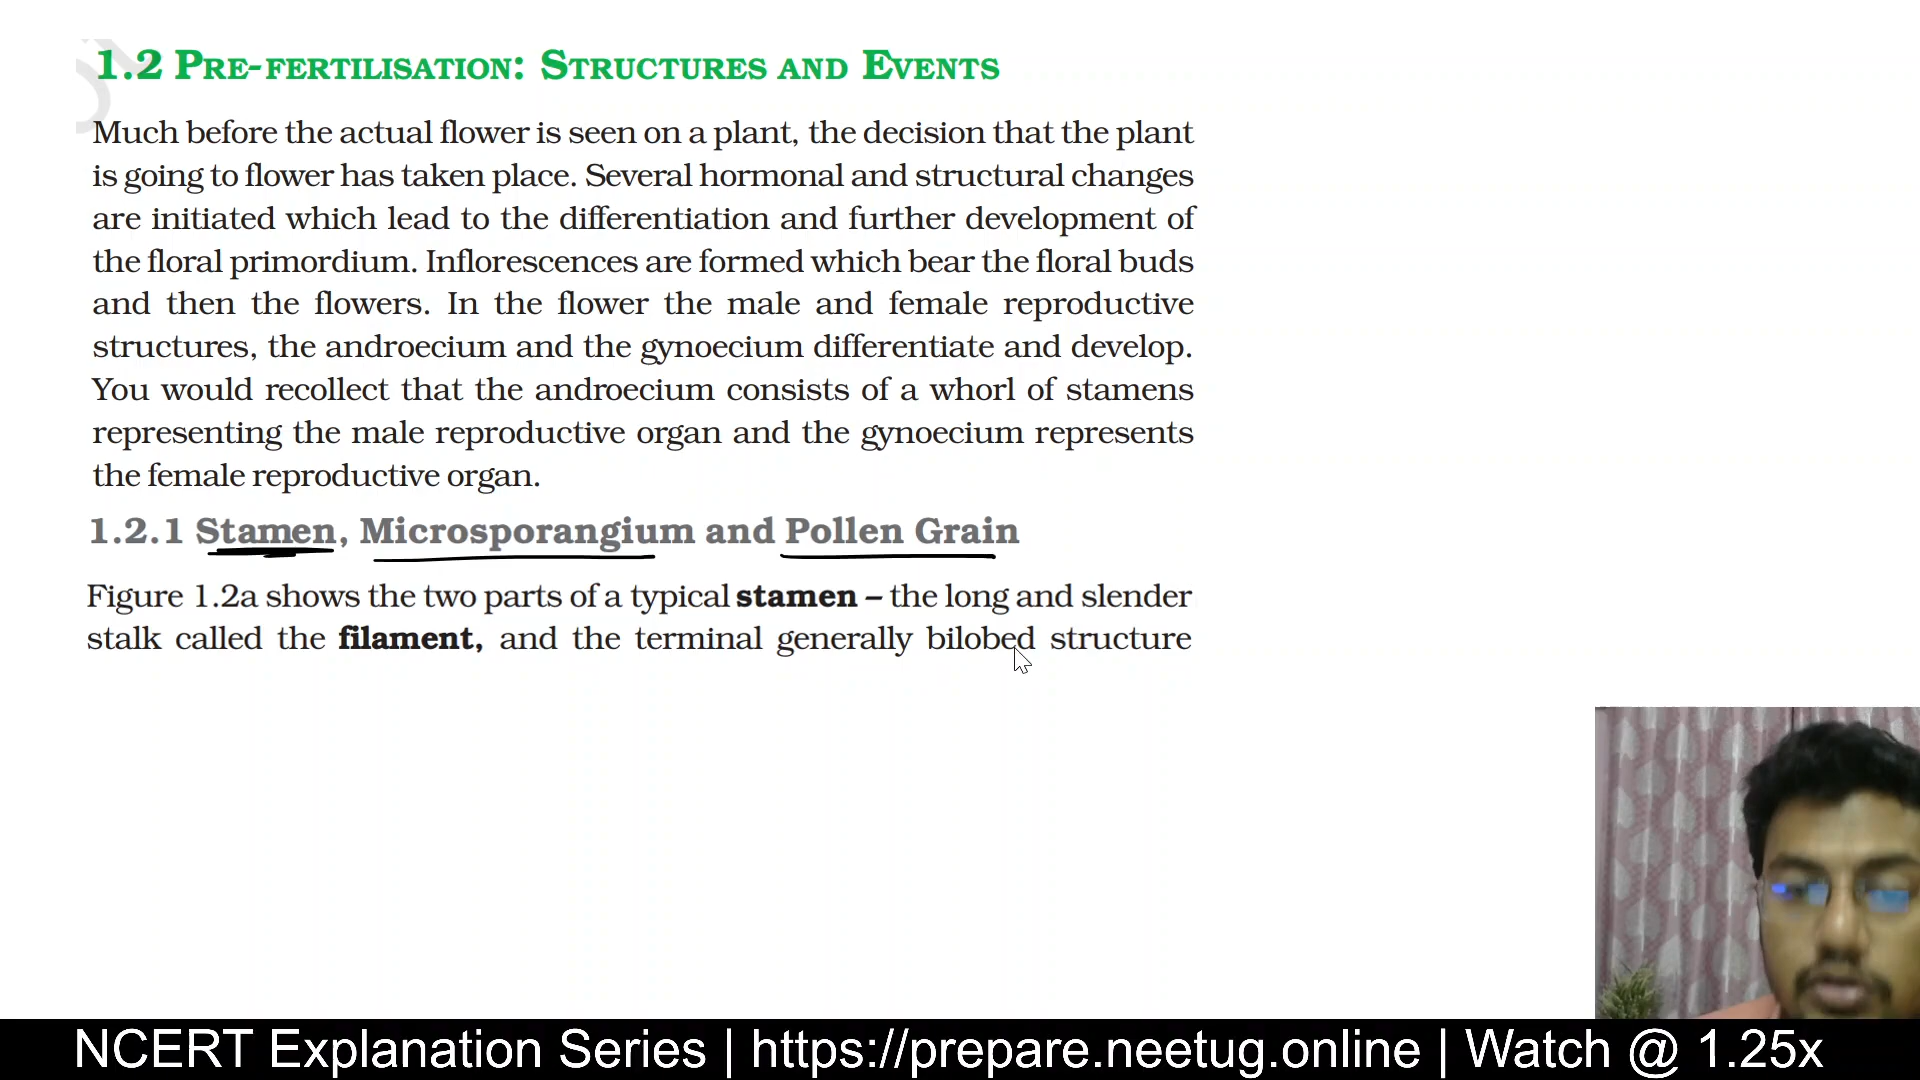 1.2 PRE-FERTILISATION: STRUCTURES AND EVENTS
Much before the actual flower is seen on a plant, the decision that the plant
is going to flower has taken place. Several hormonal and structural changes
are initiated which lead to the differentiation and further development of
the floral primordium. Inflorescences are formed which bear the floral buds
and then the flowers. In the flower the male and female reproductive
structures, the androecium and the gynoecium differentiate and develop.
You would recollect that the androecium consists of a whorl of stamens
representing the male reproductive organ and the gynoecium represents
the female reproductive organ.
1.2.1 Stamen, Microsporangium and Pollen Grain
Figure 1.2a shows the two parts of a typical stamen – the long and slender
stalk called the filament, and the terminal generally bilobed structure
NCERT Explanation Series | https://prepare.neetug.online | Watch @ 1.25x